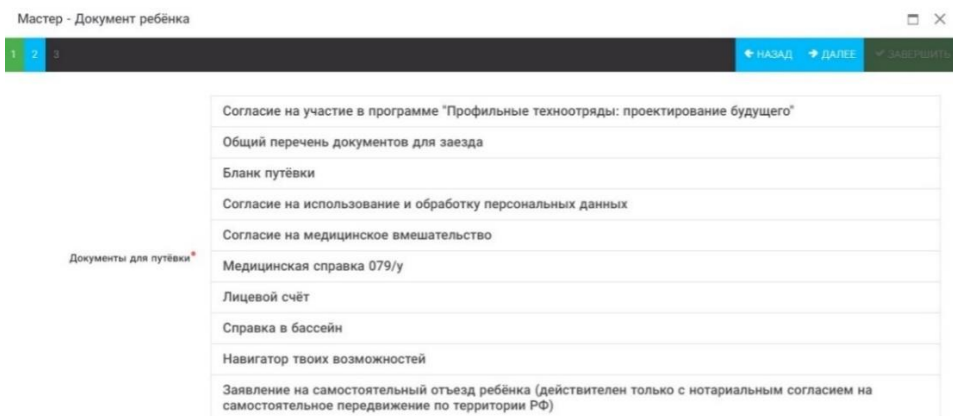 Мастер - Документ ребёнка
1 2 3 НАЗАД ДАЛЕЕ ЗАВЕРШИТЬ
Согласие на участие в программе "Профильные техноотряды: проектирование будущего"
Общий перечень документов для заезда
Бланк путёвки
Согласие на использование и обработку персональных данных
Согласие на медицинское вмешательство
Документы для путёвки*
Медицинская справка 079/у
Лицевой счёт
Справка в бассейн
Навигатор твоих возможностей
Заявление на самостоятельный отъезд ребёнка (действителен только с нотариальным согласием на
самостоятельное передвижение по территории РФ)